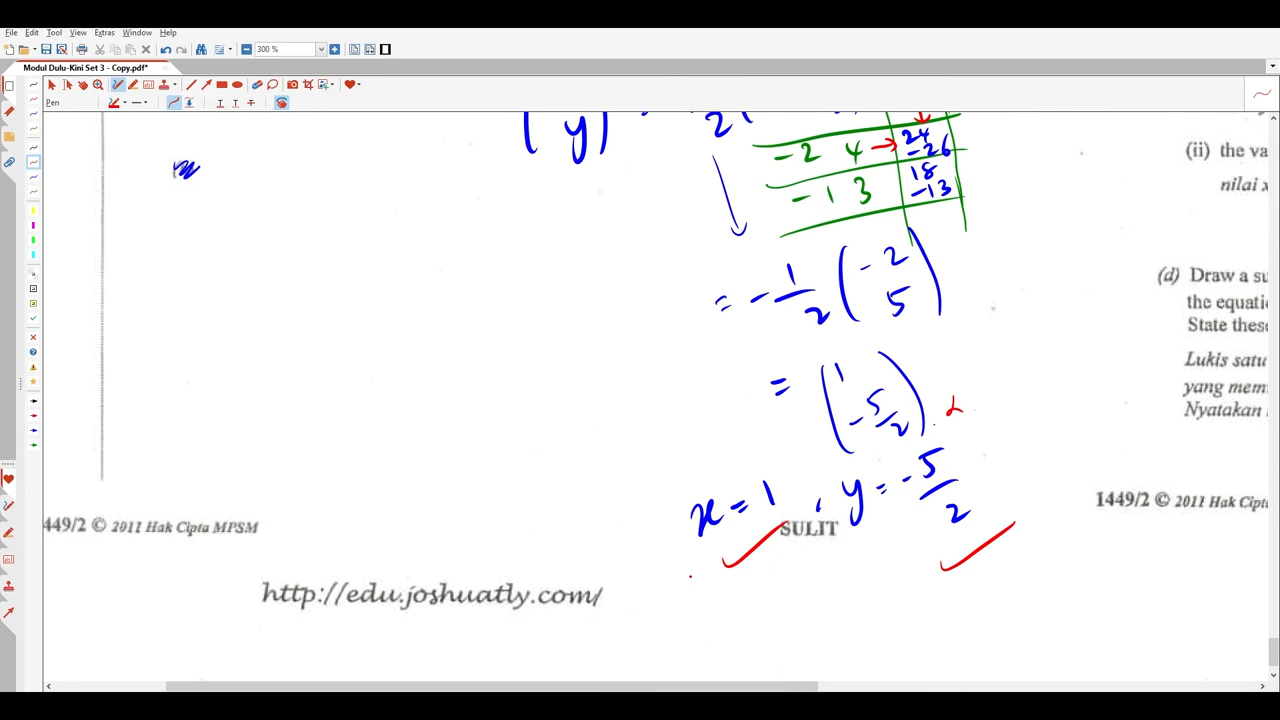 File Edit Tool View Extras Window Help
300 %
Modul Dulu-Kini Set 3 - Copy.pdf*
Pen
( y )
2 (
-2 4 → 24 -26
-1 3 18 -13
= - 1/2 ( -2 5 )
= ( 1 -5/2 )
x = 1 , y = - 5/2
(ii) the va
nilai x
(d) Draw a su
the equatio
State these
Lukis satu
yang mem
Nyatakan
449/2 © 2011 Hak Cipta MPSM
SULIT
1449/2 © 2011 Hak Cipta
http://edu.joshuatly.com/